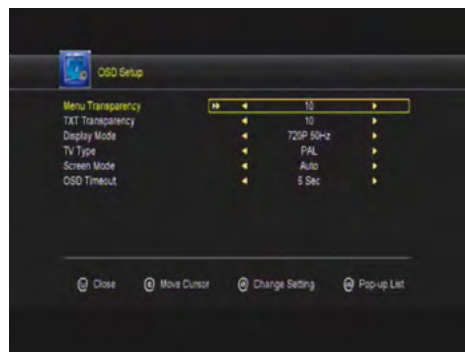 OSD Setup
Menu Transparency 10
TXT Transparency 10
Display Mode 720P 50Hz
TV Type PAL
Screen Mode Auto
OSD Timeout 5 Sec
Close Move Cursor Change Setting Pop-up List